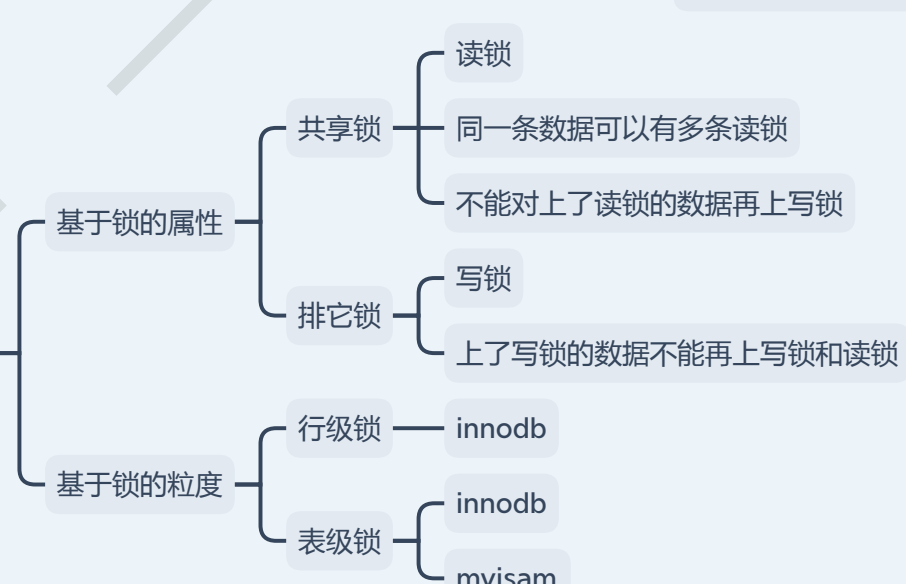 基于锁的属性
共享锁
读锁
同一条数据可以有多条读锁
不能对上了读锁的数据再上写锁
排它锁
写锁
上了写锁的数据不能再上写锁和读锁
基于锁的粒度
行级锁
innodb
表级锁
innodb
myisam